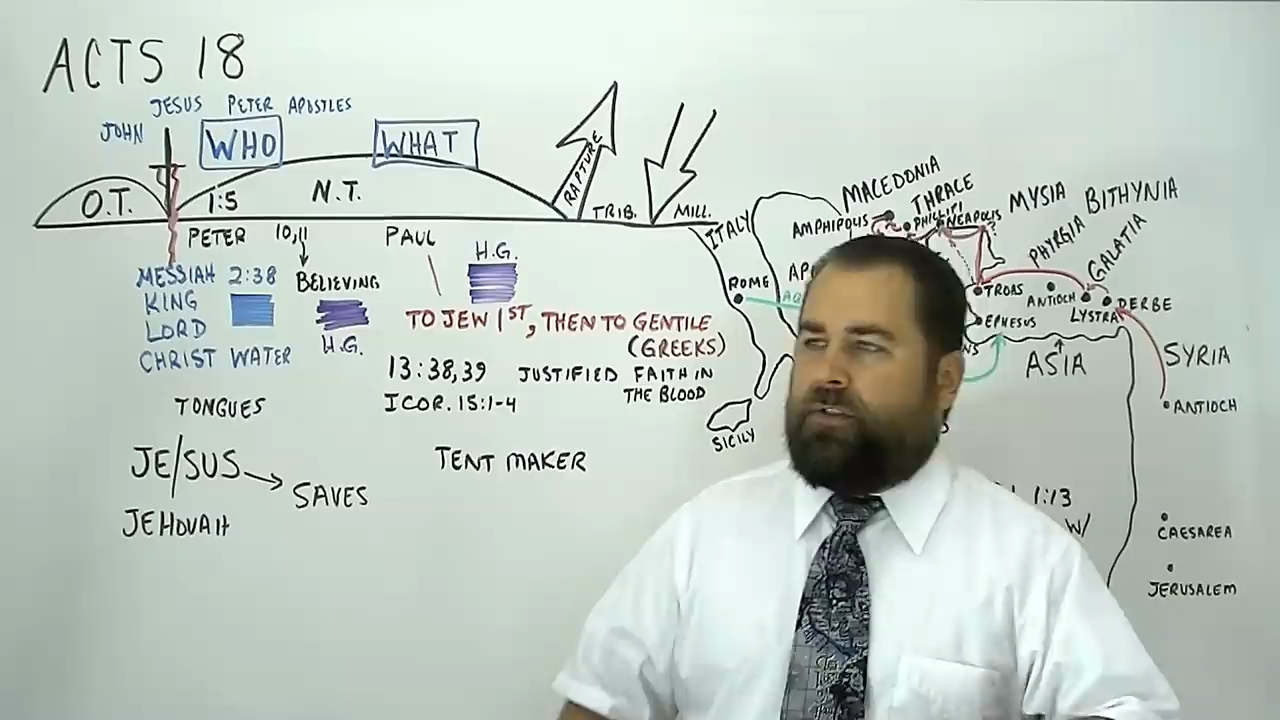 ACTS 18
JESUS PETER APOSTLES
JOHN
WHO
WHAT
O.T.
1:5
N.T.
RAPTURE
TRIB.
MILL.
PETER
10,11
PAUL
H.G.
MESSIAH 2:38
KING
LORD
CHRIST WATER
BELIEVING
H.G.
TO JEW 1ST, THEN TO GENTILE
(GREEKS)
13:38,39
JUSTIFIED FAITH IN
THE BLOOD
I COR. 15:1-4
TONGUES
TENT MAKER
JE/SUS
SAVES
JEHOVAH
MACEDONIA
THRACE
MYSIA
BITHYNIA
AMPHIPOLIS
PHILLIPI
NEAPOLIS
PHYRGIA
GALATIA
ITALY
ROME
TROAS
ANTIOCH
DERBE
LYSTRA
EPHESUS
ASIA
SYRIA
ANTIOCH
SICILY
1:13
W/
CAESAREA
JERUSALEM